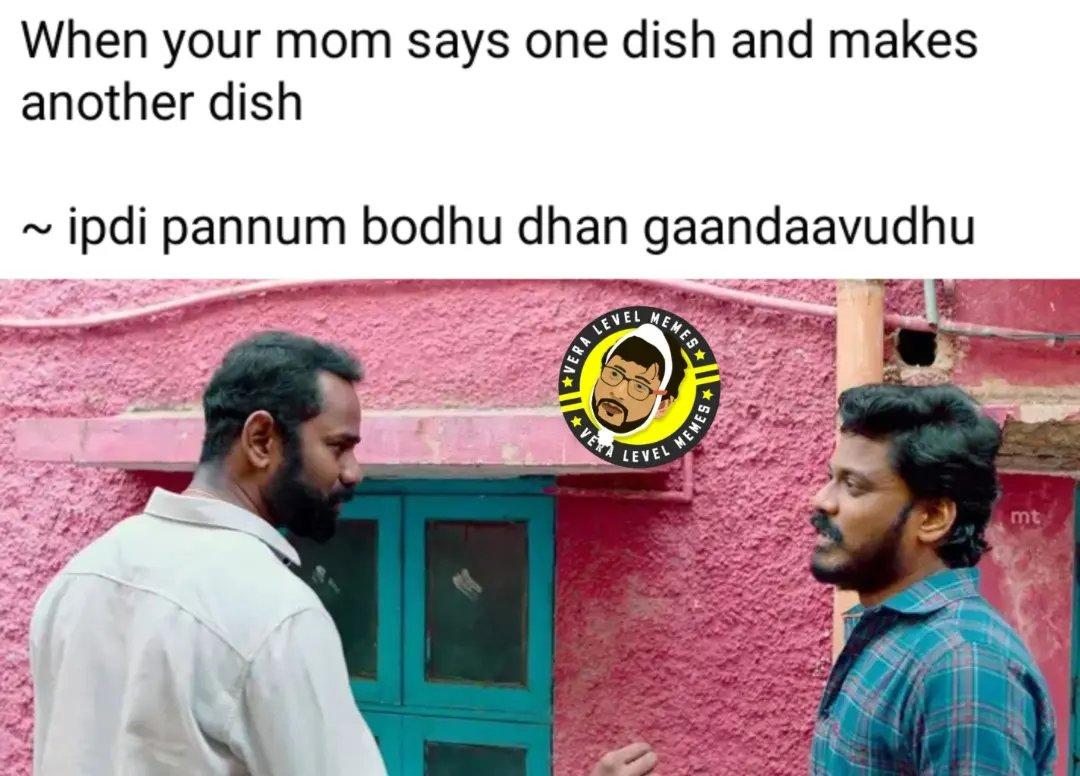 When your mom says one dish and makes
another dish
~ ipdi pannum bodhu dhan gaandaavudhu
VERA LEVEL MEMES
VERA LEVEL MEMES
mt